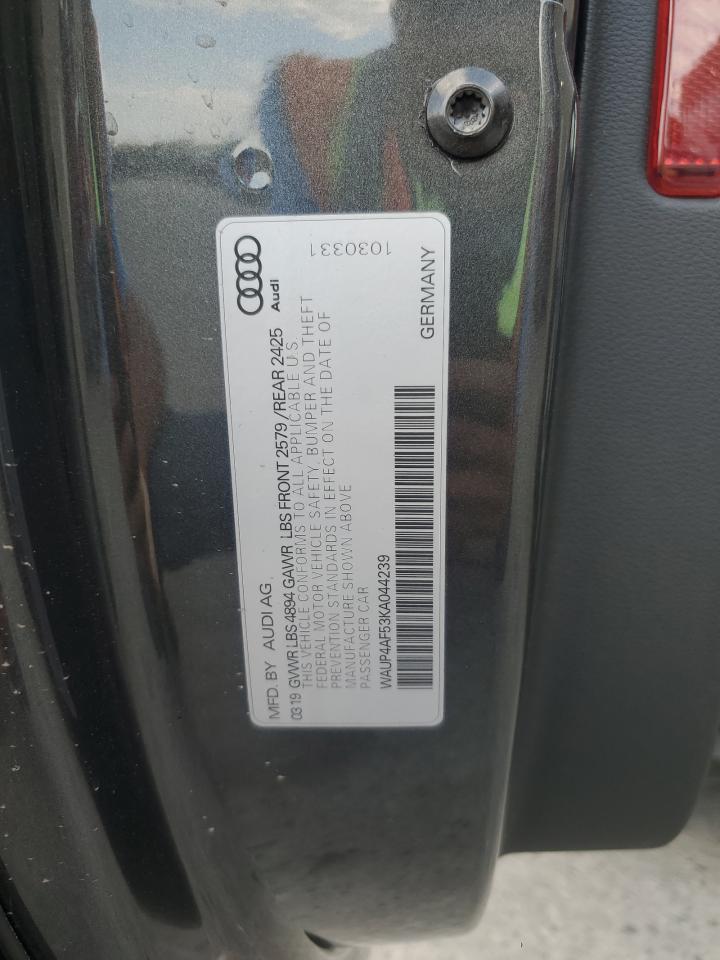 MFD. BY AUDI AG
Audi
03 19 GVWR LBS 4894 GAWR LBS FRONT 2579 /REAR 2425
THIS VEHICLE CONFORMS TO ALL APPLICABLE U.S.
FEDERAL MOTOR VEHICLE SAFETY, BUMPER AND THEFT
PREVENTION STANDARDS IN EFFECT ON THE DATE OF
MANUFACTURE SHOWN ABOVE
PASSENGER CAR
1030331
WAUP4AF53KA044239
GERMANY